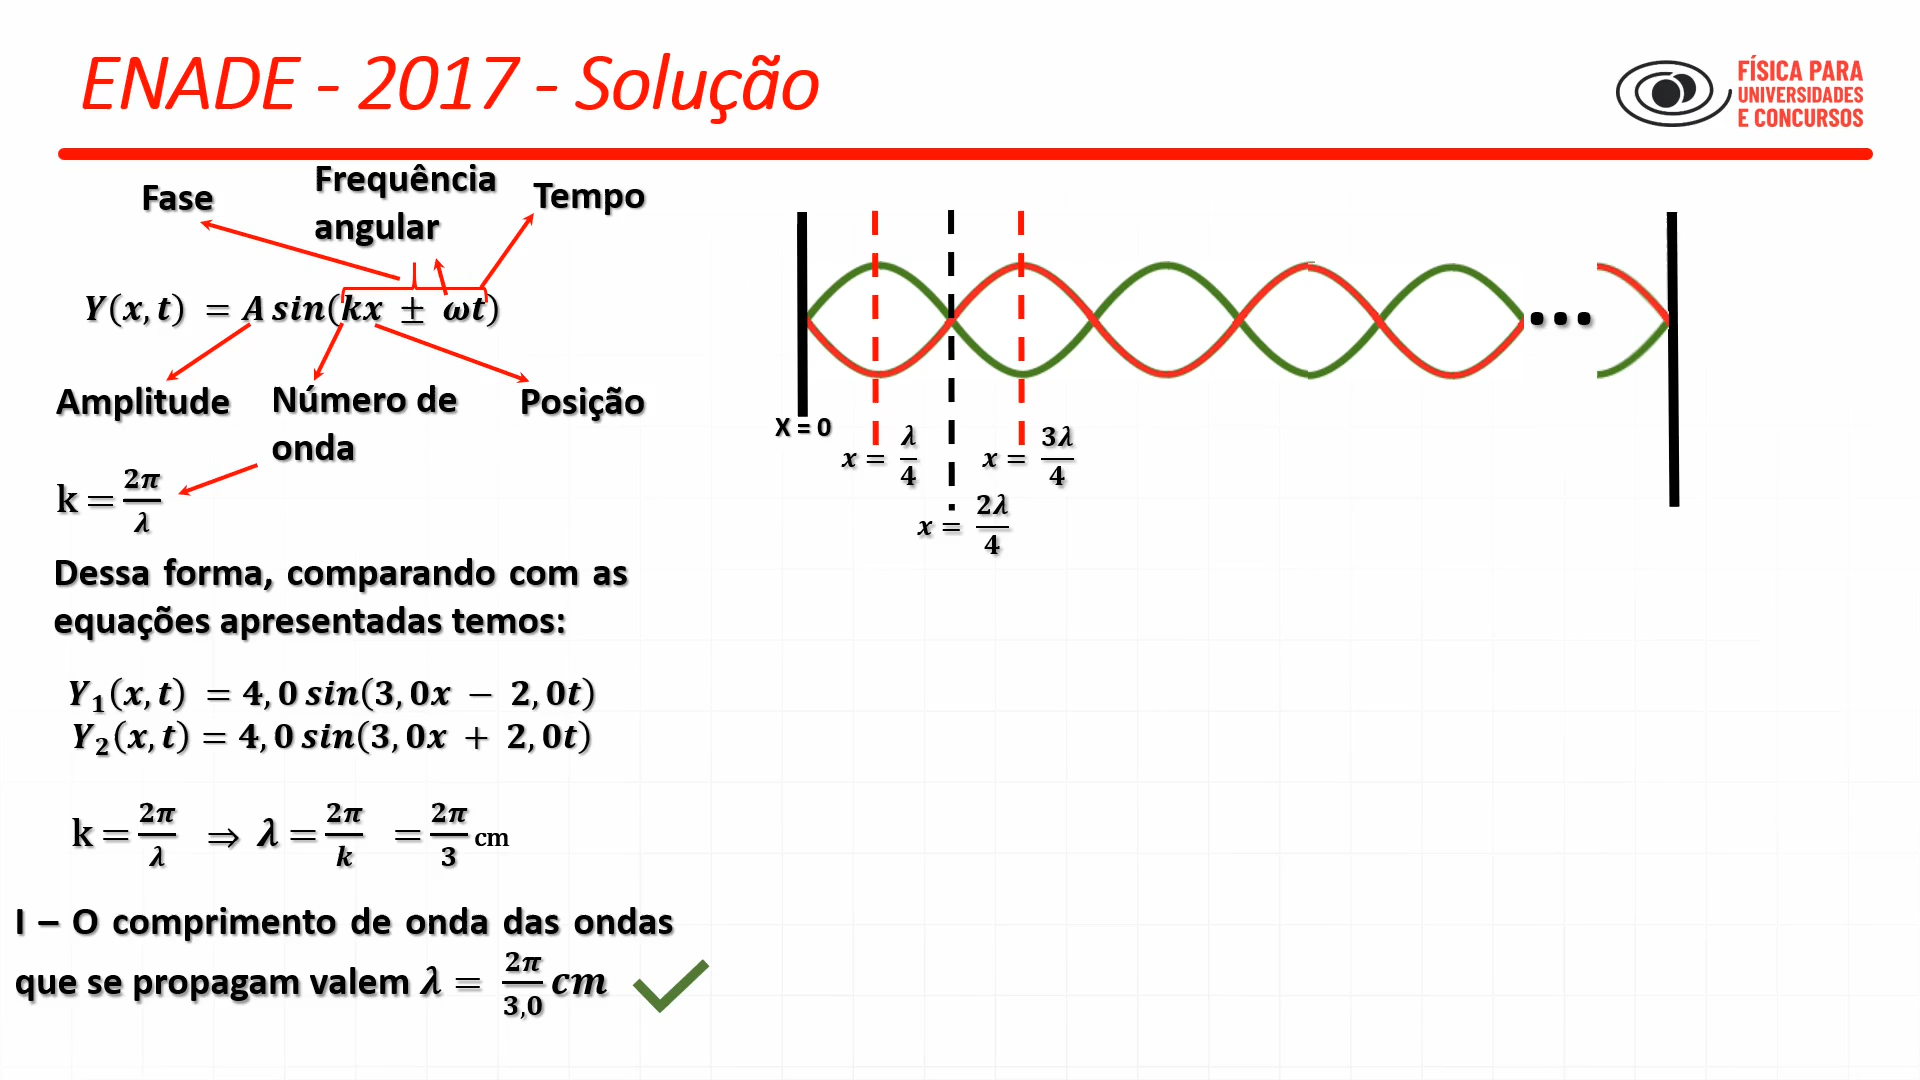 ENADE - 2017 - Solução
FÍSICA PARA
UNIVERSIDADES
E CONCURSOS
Fase
Frequência
angular
Tempo
Y(x,t) = A sin(kx ± ωt)
Amplitude
Número de
onda
Posição
k = 2π/λ
Dessa forma, comparando com as
equações apresentadas temos:
Y₁(x,t) = 4,0 sin(3,0x − 2,0t)
Y₂(x,t) = 4,0 sin(3,0x + 2,0t)
k = 2π/λ ⇒ λ = 2π/k = 2π/3 cm
I – O comprimento de onda das ondas
que se propagam valem λ = 2π/3,0 cm
X = 0
x = λ/4
x = 2λ/4
x = 3λ/4
...